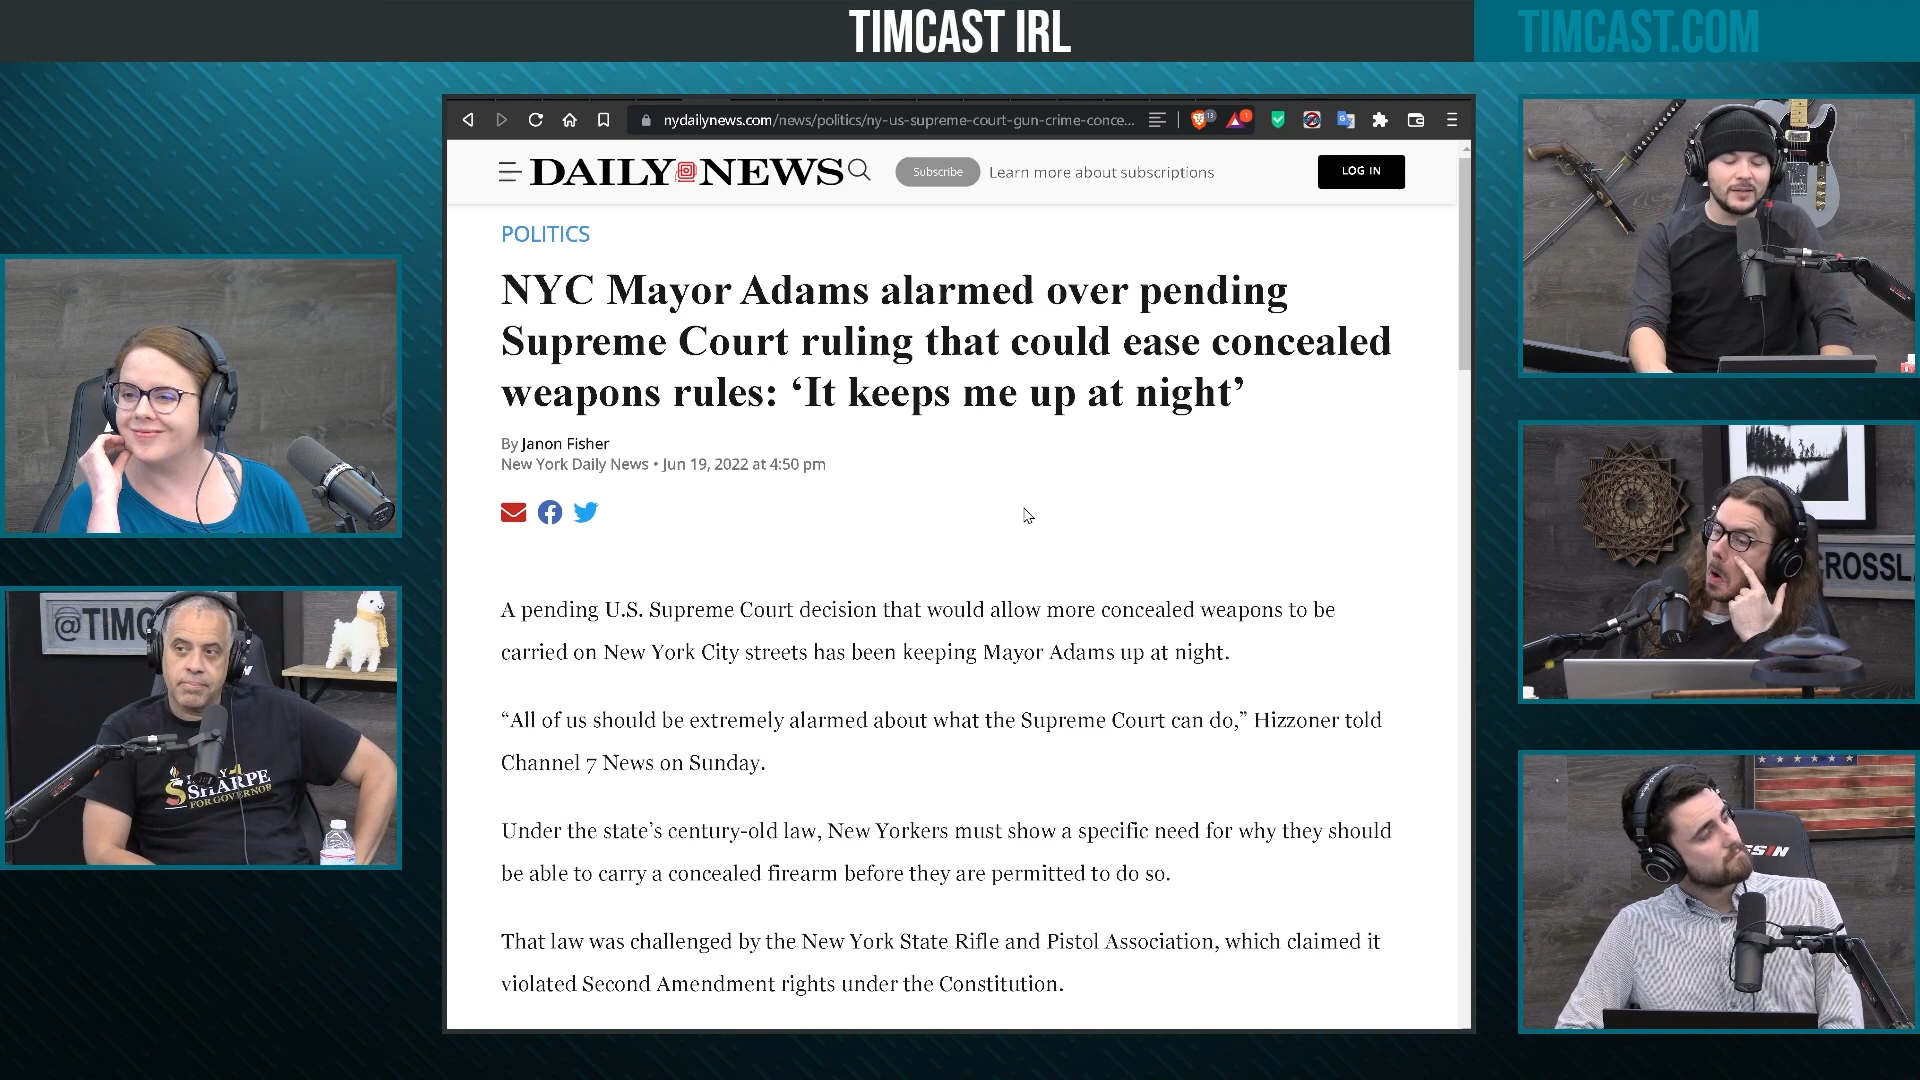 TIMCAST IRL
TIMCAST.COM
nydailynews.com/news/politics/ny-us-supreme-court-gun-crime-conce...
13
1
DAILY NEWS
Subscribe
Learn more about subscriptions
LOG IN
POLITICS
NYC Mayor Adams alarmed over pending
Supreme Court ruling that could ease concealed
weapons rules: ‘It keeps me up at night’
By Janon Fisher
New York Daily News • Jun 19, 2022 at 4:50 pm
A pending U.S. Supreme Court decision that would allow more concealed weapons to be
carried on New York City streets has been keeping Mayor Adams up at night.
“All of us should be extremely alarmed about what the Supreme Court can do,” Hizzoner told
Channel 7 News on Sunday.
Under the state’s century-old law, New Yorkers must show a specific need for why they should
be able to carry a concealed firearm before they are permitted to do so.
That law was challenged by the New York State Rifle and Pistol Association, which claimed it
violated Second Amendment rights under the Constitution.
@TIMC
SHARPE
FOR GOVERNOR
CROSSL